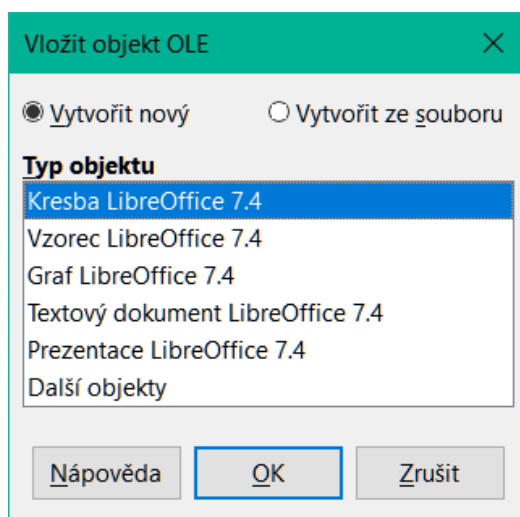 Vložit objekt OLE
Vytvořit nový Vytvořit ze souboru
Typ objektu
Kresba LibreOffice 7.4
Vzorec LibreOffice 7.4
Graf LibreOffice 7.4
Textový dokument LibreOffice 7.4
Prezentace LibreOffice 7.4
Další objekty
Nápověda OK Zrušit